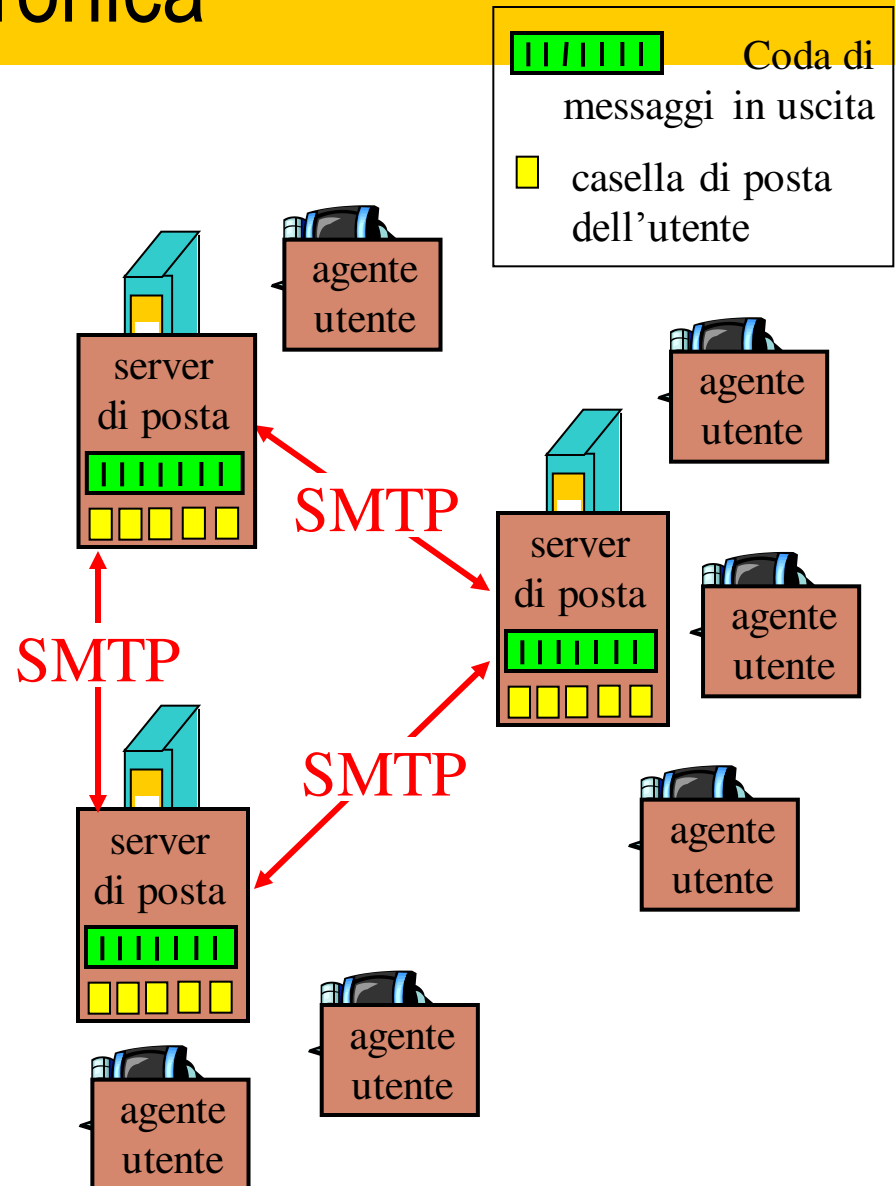 Coda di
messaggi in uscita
casella di posta
dell'utente
agente
utente
server
di posta
agente
utente
SMTP
server
di posta
agente
utente
SMTP
SMTP
agente
utente
server
di posta
agente
utente
agente
utente